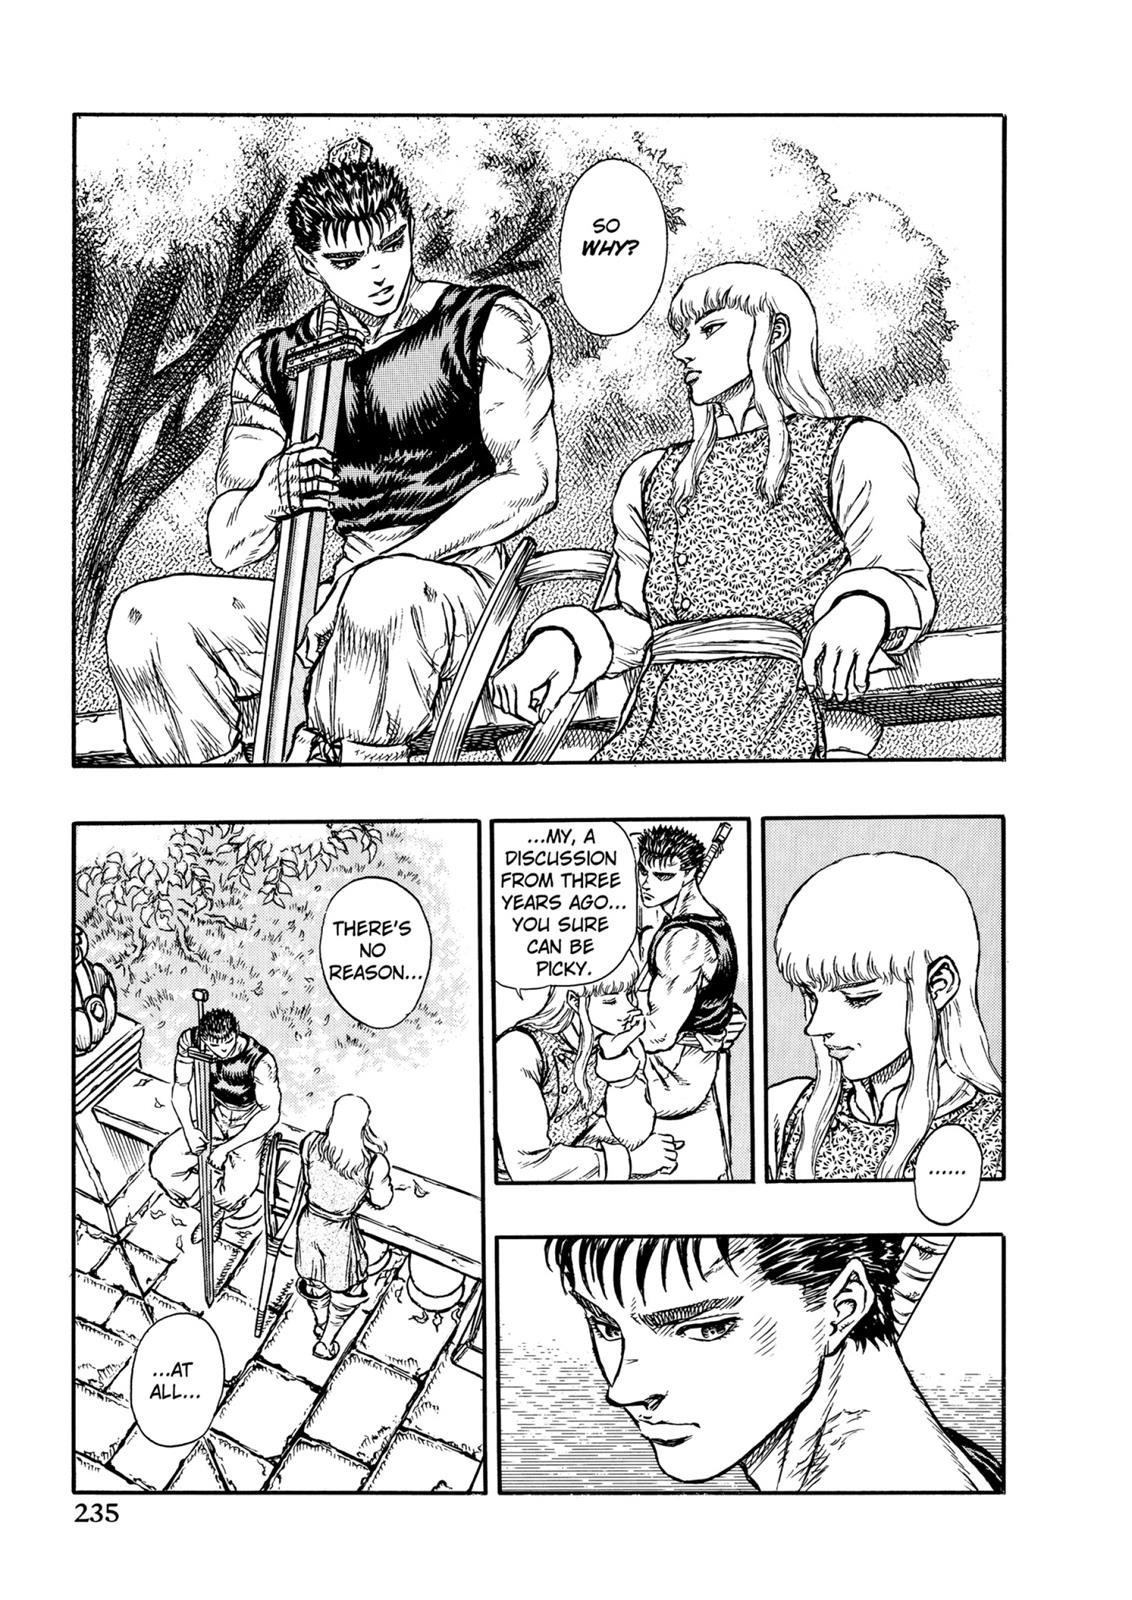 SO
WHY?
......
...MY, A
DISCUSSION
FROM THREE
YEARS AGO...
YOU SURE
CAN BE
PICKY.
THERE'S
NO
REASON...
...AT
ALL...
235